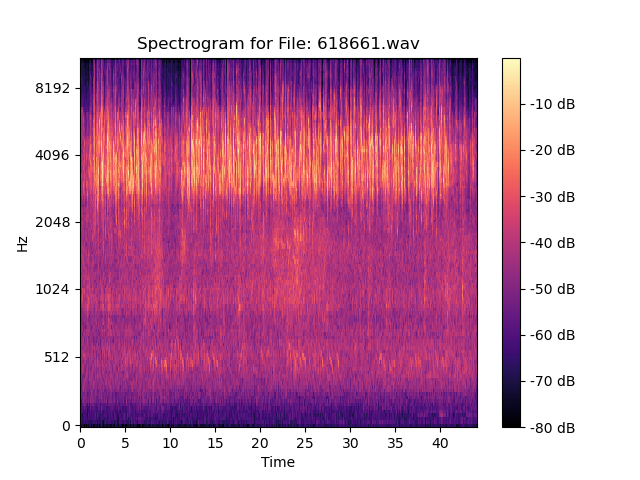 Spectrogram for File: 618661.wav
8192
4096
2048
1024
512
0
Hz
0 5 10 15 20 25 30 35 40
Time
-10 dB
-20 dB
-30 dB
-40 dB
-50 dB
-60 dB
-70 dB
-80 dB